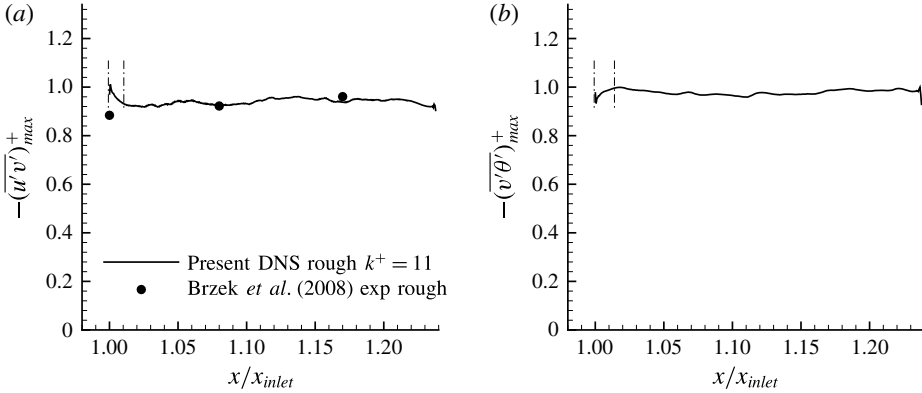 (a)
1.2
1.0
0.8
0.6
0.4
0.2
0
−(u′v′)⁺max
Present DNS rough k⁺ = 11
Brzek et al. (2008) exp rough
1.00 1.05 1.10 1.15 1.20
x/xinlet
(b)
1.2
1.0
0.8
0.6
0.4
0.2
0
−(v′θ′)⁺max
1.00 1.05 1.10 1.15 1.20
x/xinlet